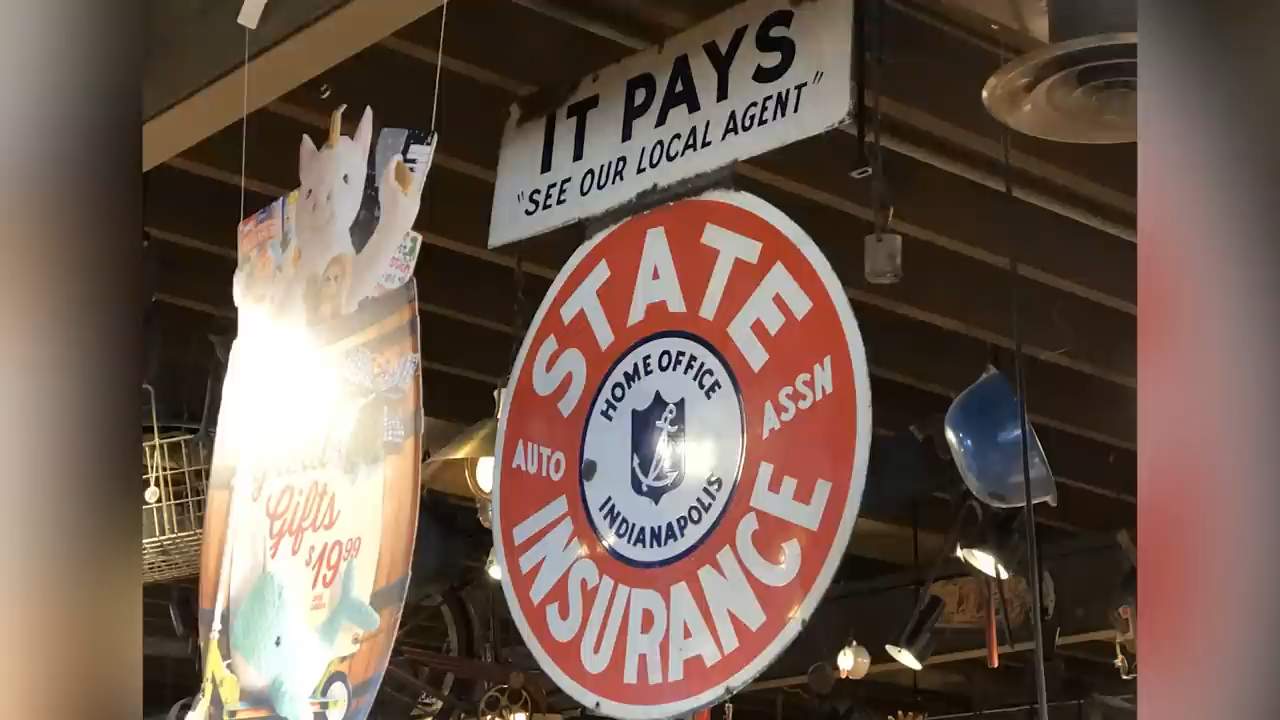 IT PAYS
"SEE OUR LOCAL AGENT"
STATE
AUTO
ASSN
INSURANCE
HOME OFFICE
INDIANAPOLIS
Gifts
$19.99